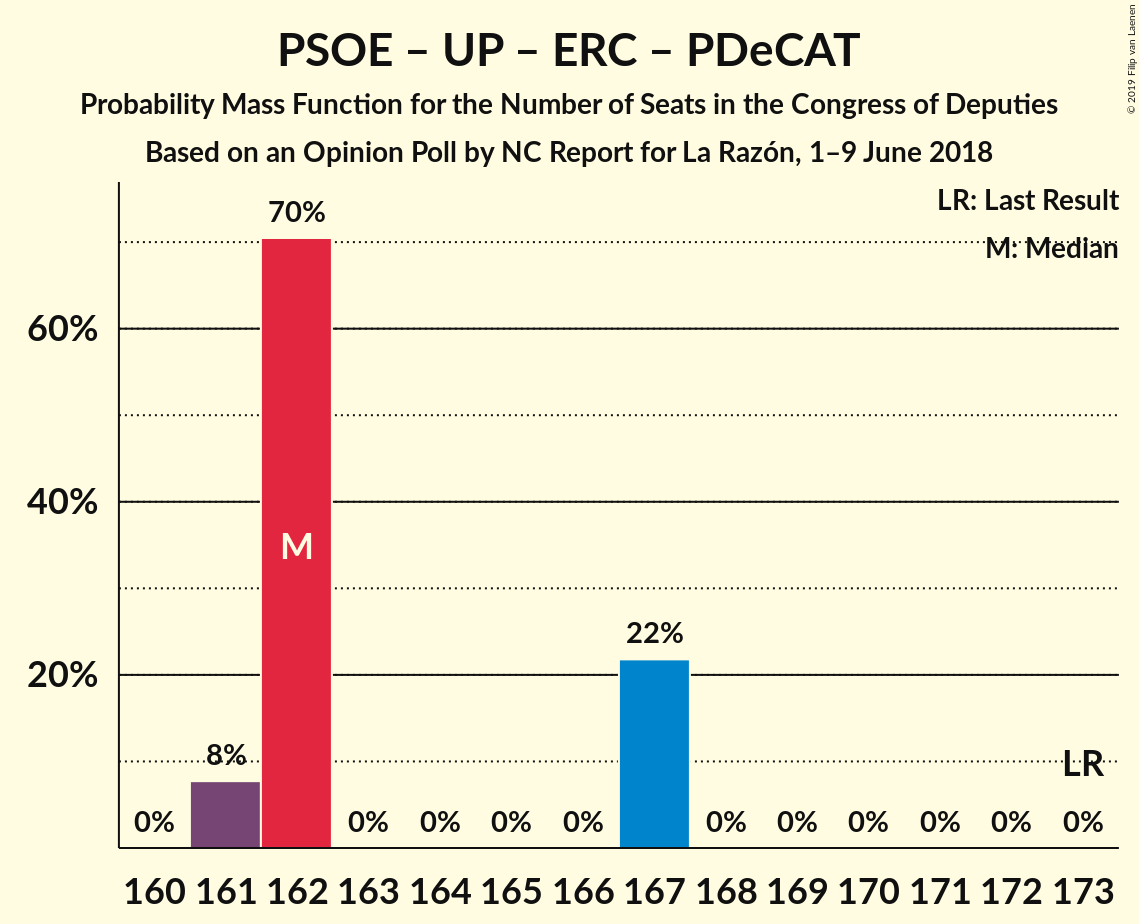 PSOE – UP – ERC – PDeCAT
Probability Mass Function for the Number of Seats in the Congress of Deputies
Based on an Opinion Poll by NC Report for La Razón, 1–9 June 2018
© 2019 Filip van Laenen
LR: Last Result
M: Median
70%
60%
40%
M
22%
20%
8%
LR
0% 0% 0% 0% 0% 0% 0% 0% 0% 0% 0%
160 161 162 163 164 165 166 167 168 169 170 171 172 173